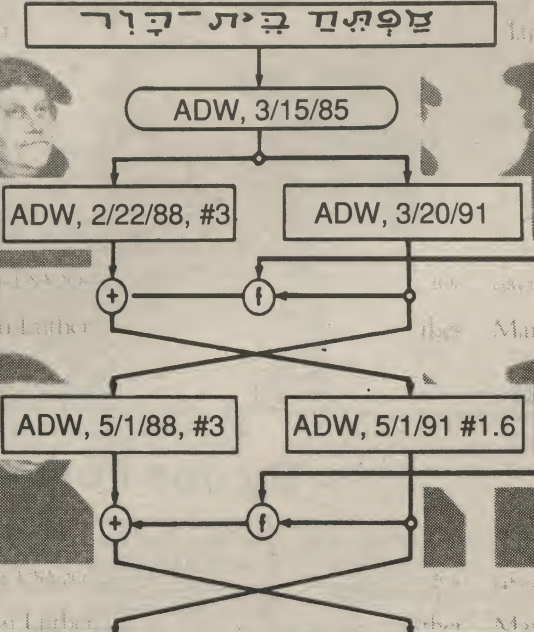 מַפְתֵּחַ בֵּית-דָּוִד
ADW, 3/15/85
ADW, 2/22/88, #3
ADW, 3/20/91
+
f
ADW, 5/1/88, #3
ADW, 5/1/91 #1.6
+
f